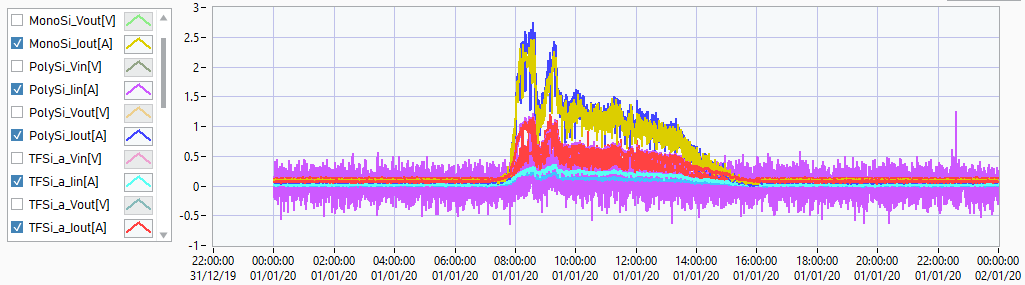 MonoSi_Vout[V]
MonoSi_Iout[A]
PolySi_Vin[V]
PolySi_Iin[A]
PolySi_Vout[V]
PolySi_Iout[A]
TFSi_a_Vin[V]
TFSi_a_Iin[A]
TFSi_a_Vout[V]
TFSi_a_Iout[A]
3
2.5
2
1.5
1
0.5
0
-0.5
-1
22:00:00 00:00:00 02:00:00 04:00:00 06:00:00 08:00:00 10:00:00 12:00:00 14:00:00 16:00:00 18:00:00 20:00:00 22:00:00 00:00:00
31/12/19 01/01/20 01/01/20 01/01/20 01/01/20 01/01/20 01/01/20 01/01/20 01/01/20 01/01/20 01/01/20 01/01/20 01/01/20 02/01/20